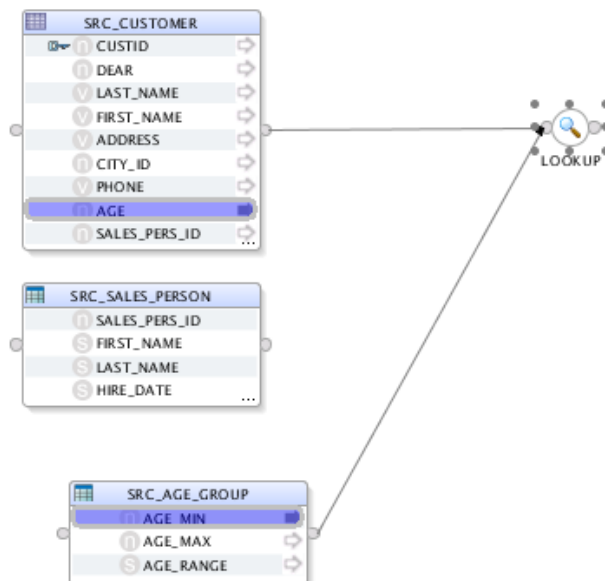 SRC_CUSTOMER
n CUSTID
n DEAR
v LAST_NAME
v FIRST_NAME
v ADDRESS
n CITY_ID
v PHONE
n AGE
n SALES_PERS_ID
...
LOOKUP
SRC_SALES_PERSON
n SALES_PERS_ID
S FIRST_NAME
S LAST_NAME
S HIRE_DATE
...
SRC_AGE_GROUP
n AGE_MIN
n AGE_MAX
S AGE_RANGE